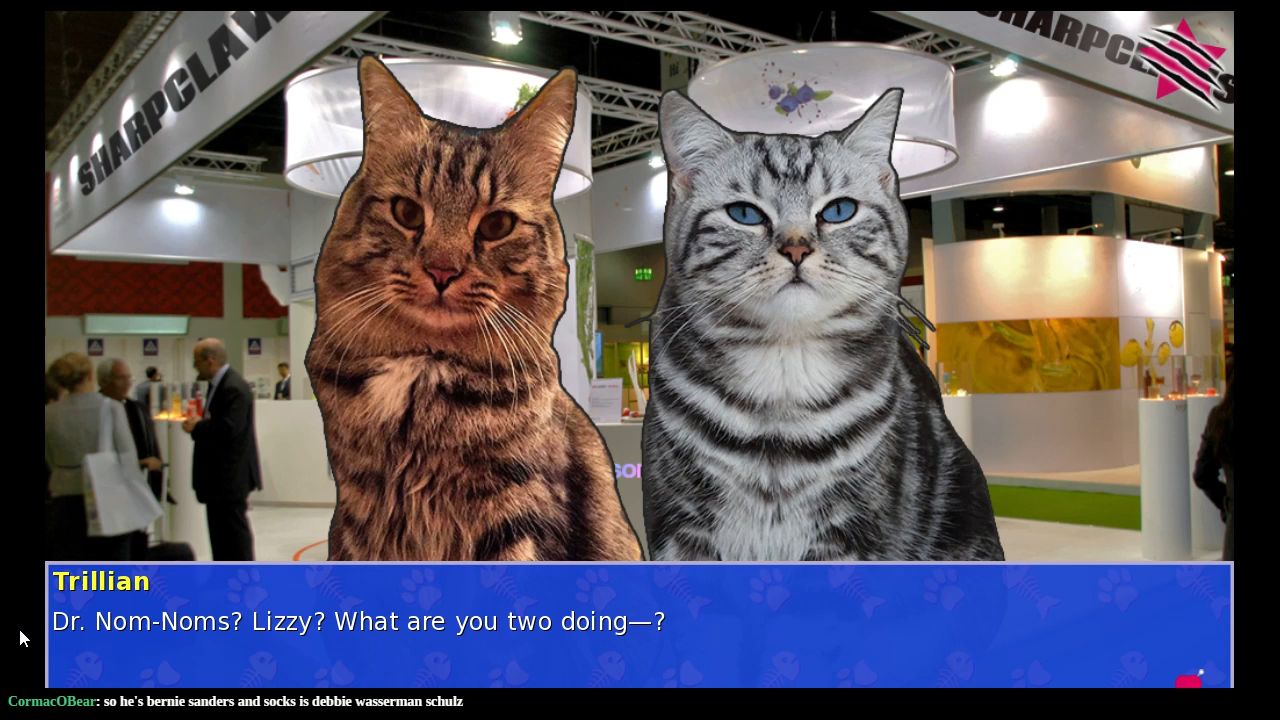 SHARPCLAW
SHARPCL
S
son
Trillian
Dr. Nom-Noms? Lizzy? What are you two doing—?
CormacOBear: so he's bernie sanders and socks is debbie wasserman schulz